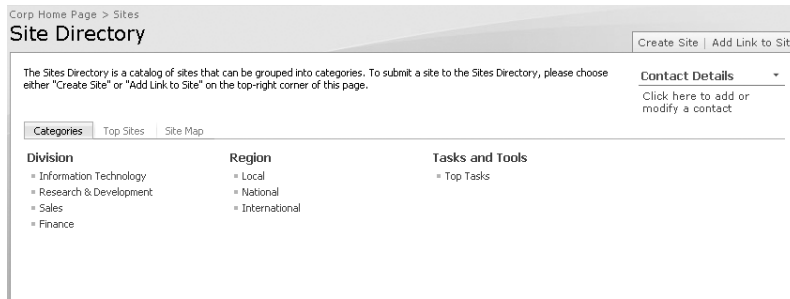 Corp Home Page > Sites
Site Directory
Create Site | Add Link to Sit
The Sites Directory is a catalog of sites that can be grouped into categories. To submit a site to the Sites Directory, please choose
either "Create Site" or "Add Link to Site" on the top-right corner of this page.
Contact Details
Click here to add or
modify a contact
Categories Top Sites Site Map
Division Region Tasks and Tools
Information Technology Local Top Tasks
Research & Development National
Sales International
Finance